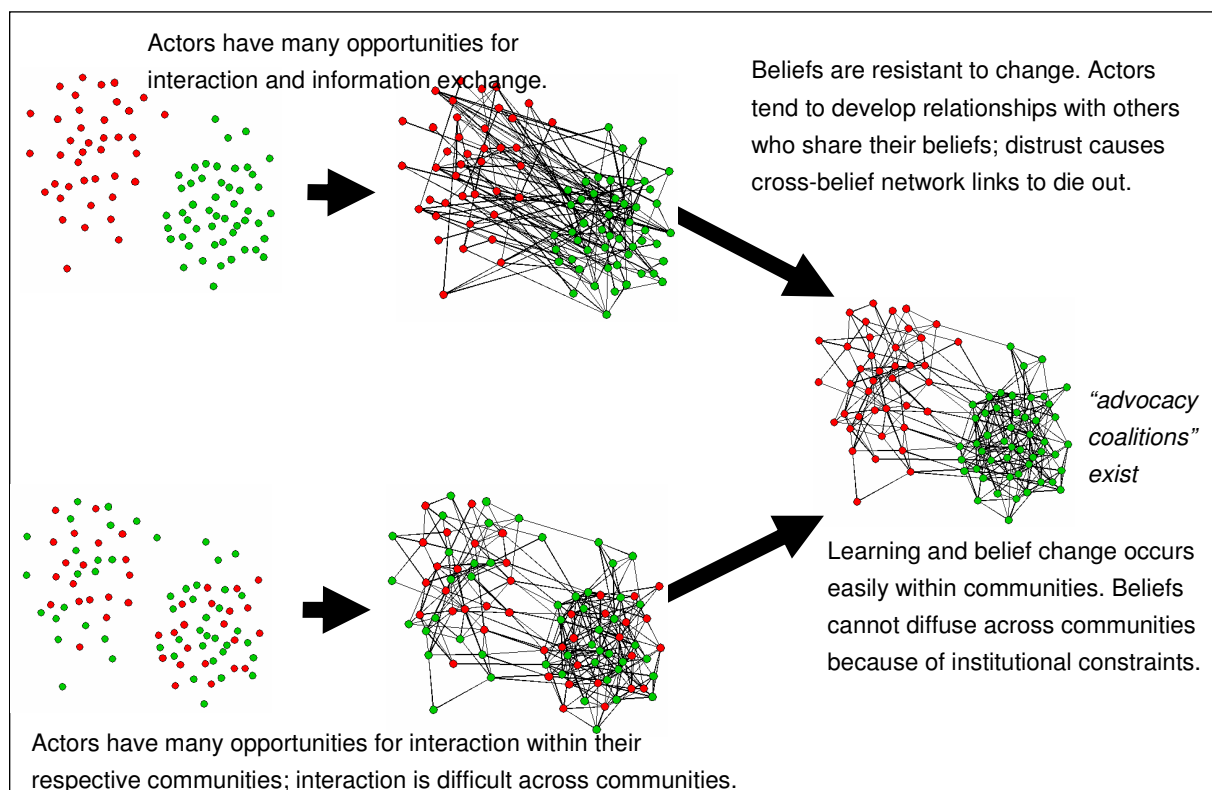 Actors have many opportunities for
interaction and information exchange.
Beliefs are resistant to change. Actors
tend to develop relationships with others
who share their beliefs; distrust causes
cross-belief network links to die out.
“advocacy
coalitions”
exist
Learning and belief change occurs
easily within communities. Beliefs
cannot diffuse across communities
because of institutional constraints.
Actors have many opportunities for interaction within their
respective communities; interaction is difficult across communities.